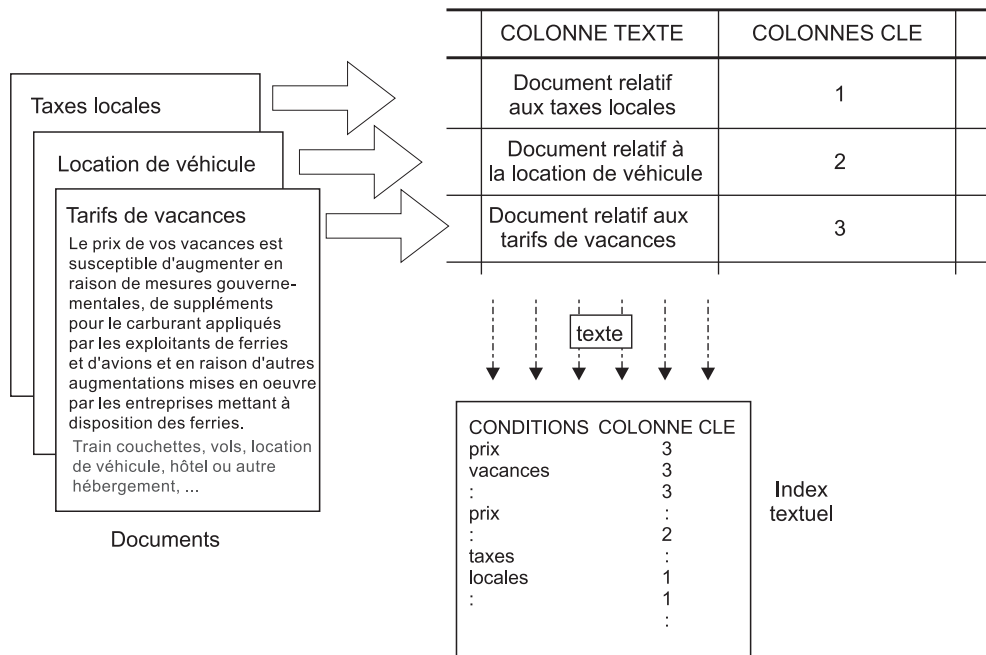 COLONNE TEXTE COLONNES CLE
Document relatif
aux taxes locales
1
Document relatif à
la location de véhicule
2
Document relatif aux
tarifs de vacances
3
Taxes locales
Location de véhicule
Tarifs de vacances
Le prix de vos vacances est
susceptible d'augmenter en
raison de mesures gouverne-
mentales, de suppléments
pour le carburant appliqués
par les exploitants de ferries
et d'avions et en raison d'autres
augmentations mises en oeuvre
par les entreprises mettant à
disposition des ferries.
Train couchettes, vols, location
de véhicule, hôtel ou autre
hébergement, ...
Documents
texte
CONDITIONS COLONNE CLE
prix 3
vacances 3
: 3
prix :
: 2
taxes :
locales 1
: 1
:
Index
textuel